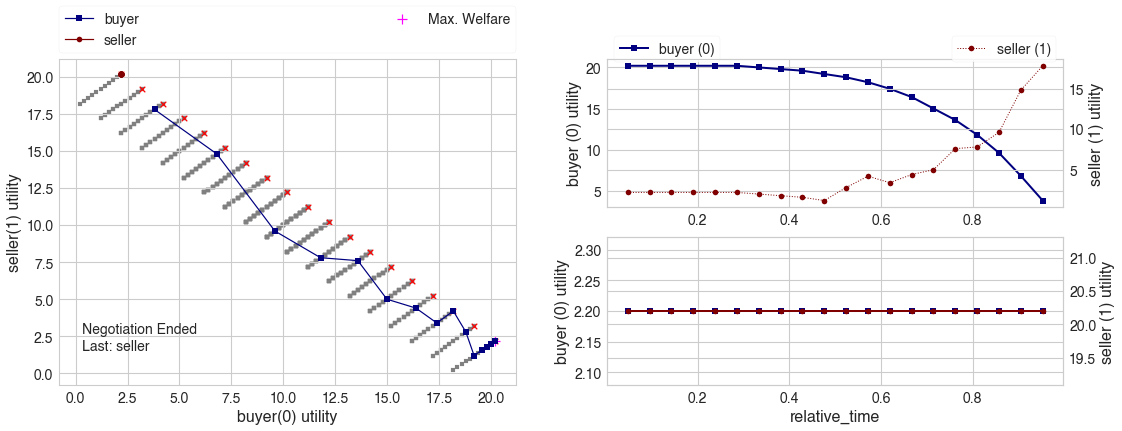 buyer
seller
Max. Welfare
20.0
17.5
15.0
12.5
10.0
7.5
5.0
2.5
0.0
seller(1) utility
Negotiation Ended
Last: seller
0.0 2.5 5.0 7.5 10.0 12.5 15.0 17.5 20.0
buyer(0) utility
buyer (0)
seller (1)
20
15
10
5
buyer (0) utility
15
10
5
seller (1) utility
0.2 0.4 0.6 0.8
2.30
2.25
2.20
2.15
2.10
buyer (0) utility
21.0
20.5
20.0
19.5
seller (1) utility
0.2 0.4 0.6 0.8
relative_time